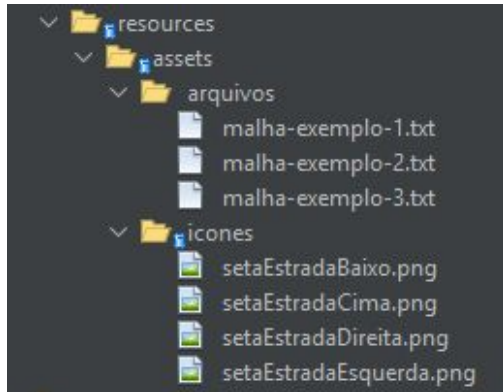 resources
assets
arquivos
malha-exemplo-1.txt
malha-exemplo-2.txt
malha-exemplo-3.txt
icones
setaEstradaBaixo.png
setaEstradaCima.png
setaEstradaDireita.png
setaEstradaEsquerda.png